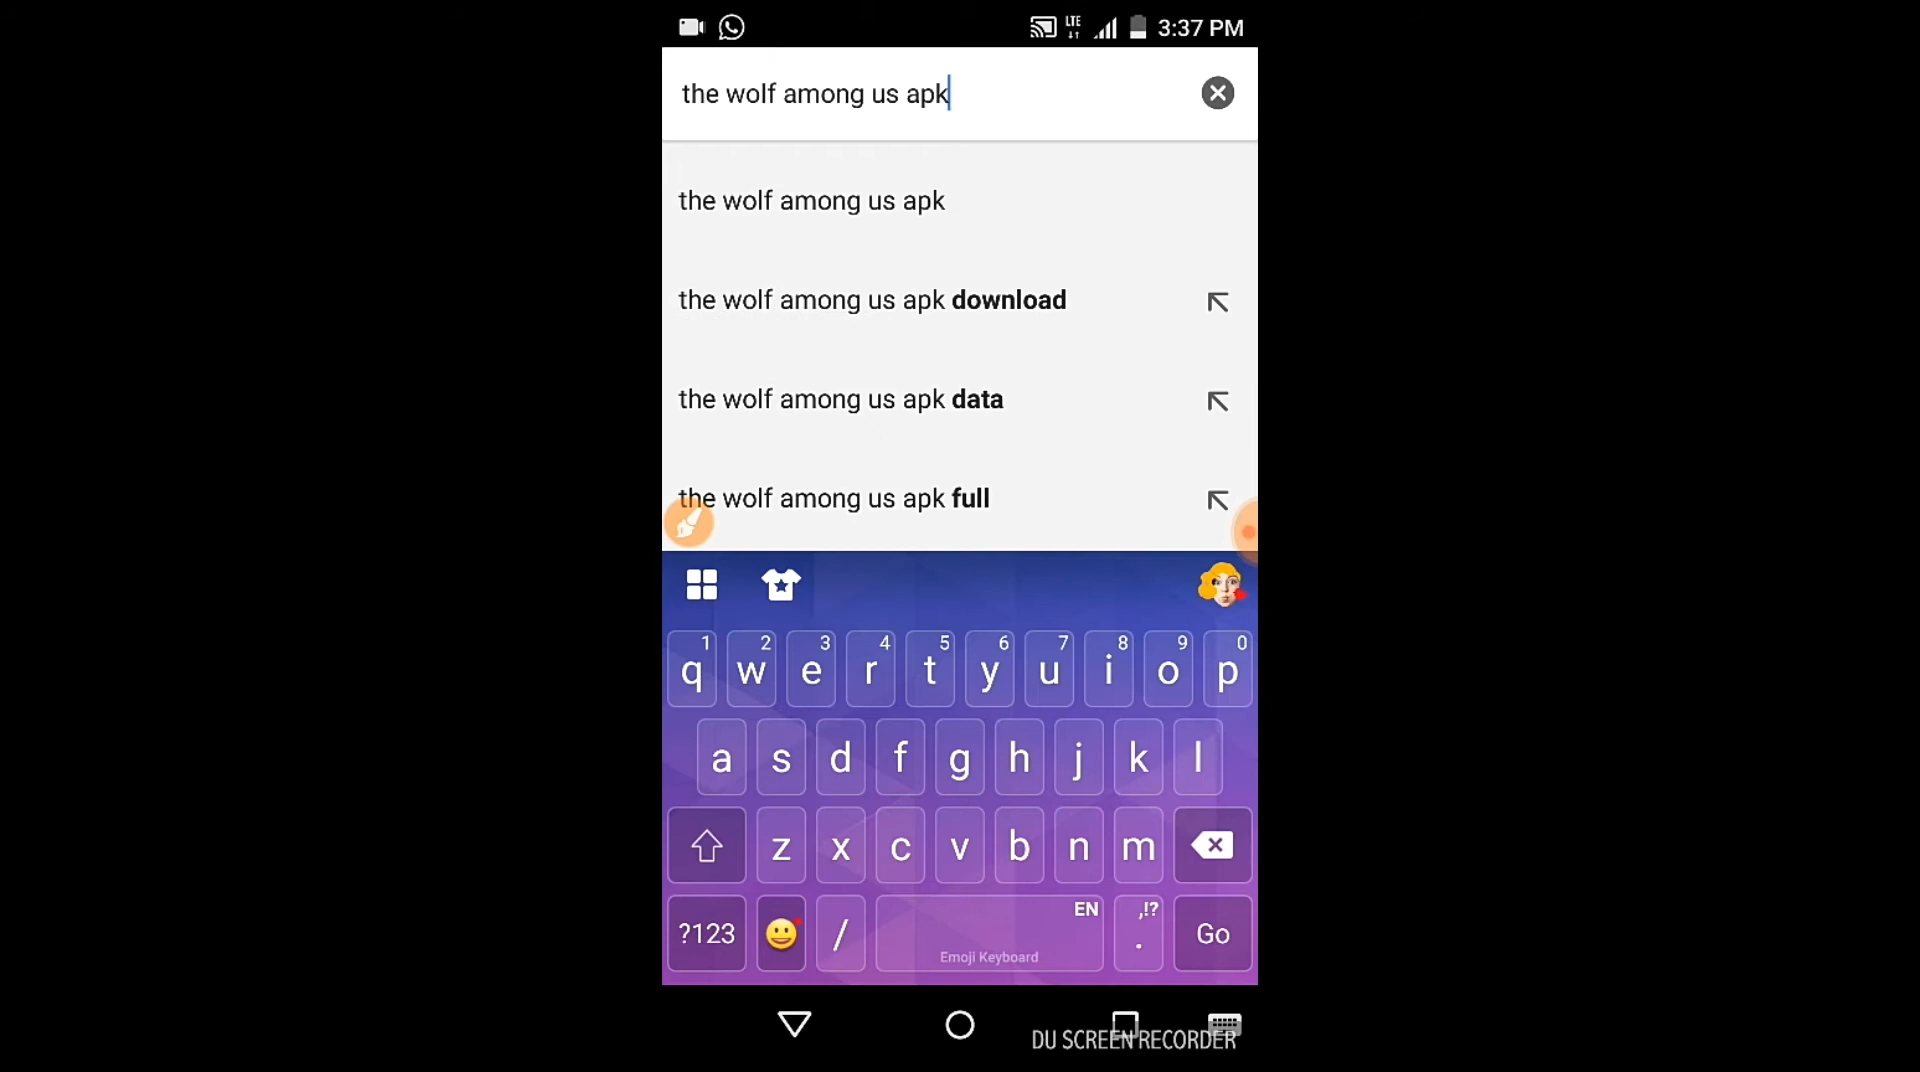 LTE 3:37 PM
the wolf among us apk
the wolf among us apk
the wolf among us apk download
the wolf among us apk data
the wolf among us apk full
1 2 3 4 5 6 7 8 9 0
q w e r t y u i o p
a s d f g h j k l
z x c v b n m
EN ,!?
?123 / . Go
Emoji Keyboard
DU SCREEN RECORDER